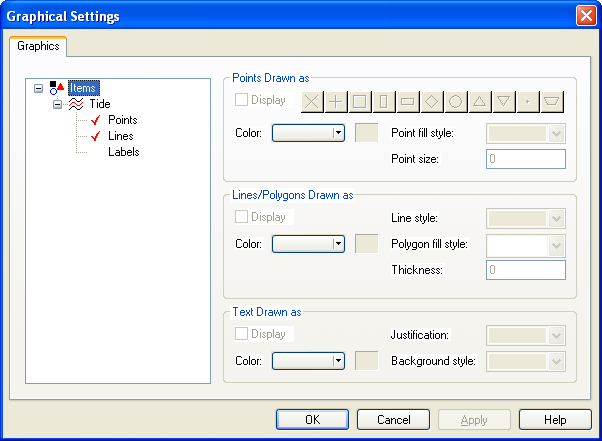 Graphical Settings
Graphics
Items
Tide
Points
Lines
Labels
Points Drawn as
Display
Color:
Point fill style:
Point size:
0
Lines/Polygons Drawn as
Display
Line style:
Color:
Polygon fill style:
Thickness:
0
Text Drawn as
Display
Justification:
Color:
Background style:
OK
Cancel
Apply
Help